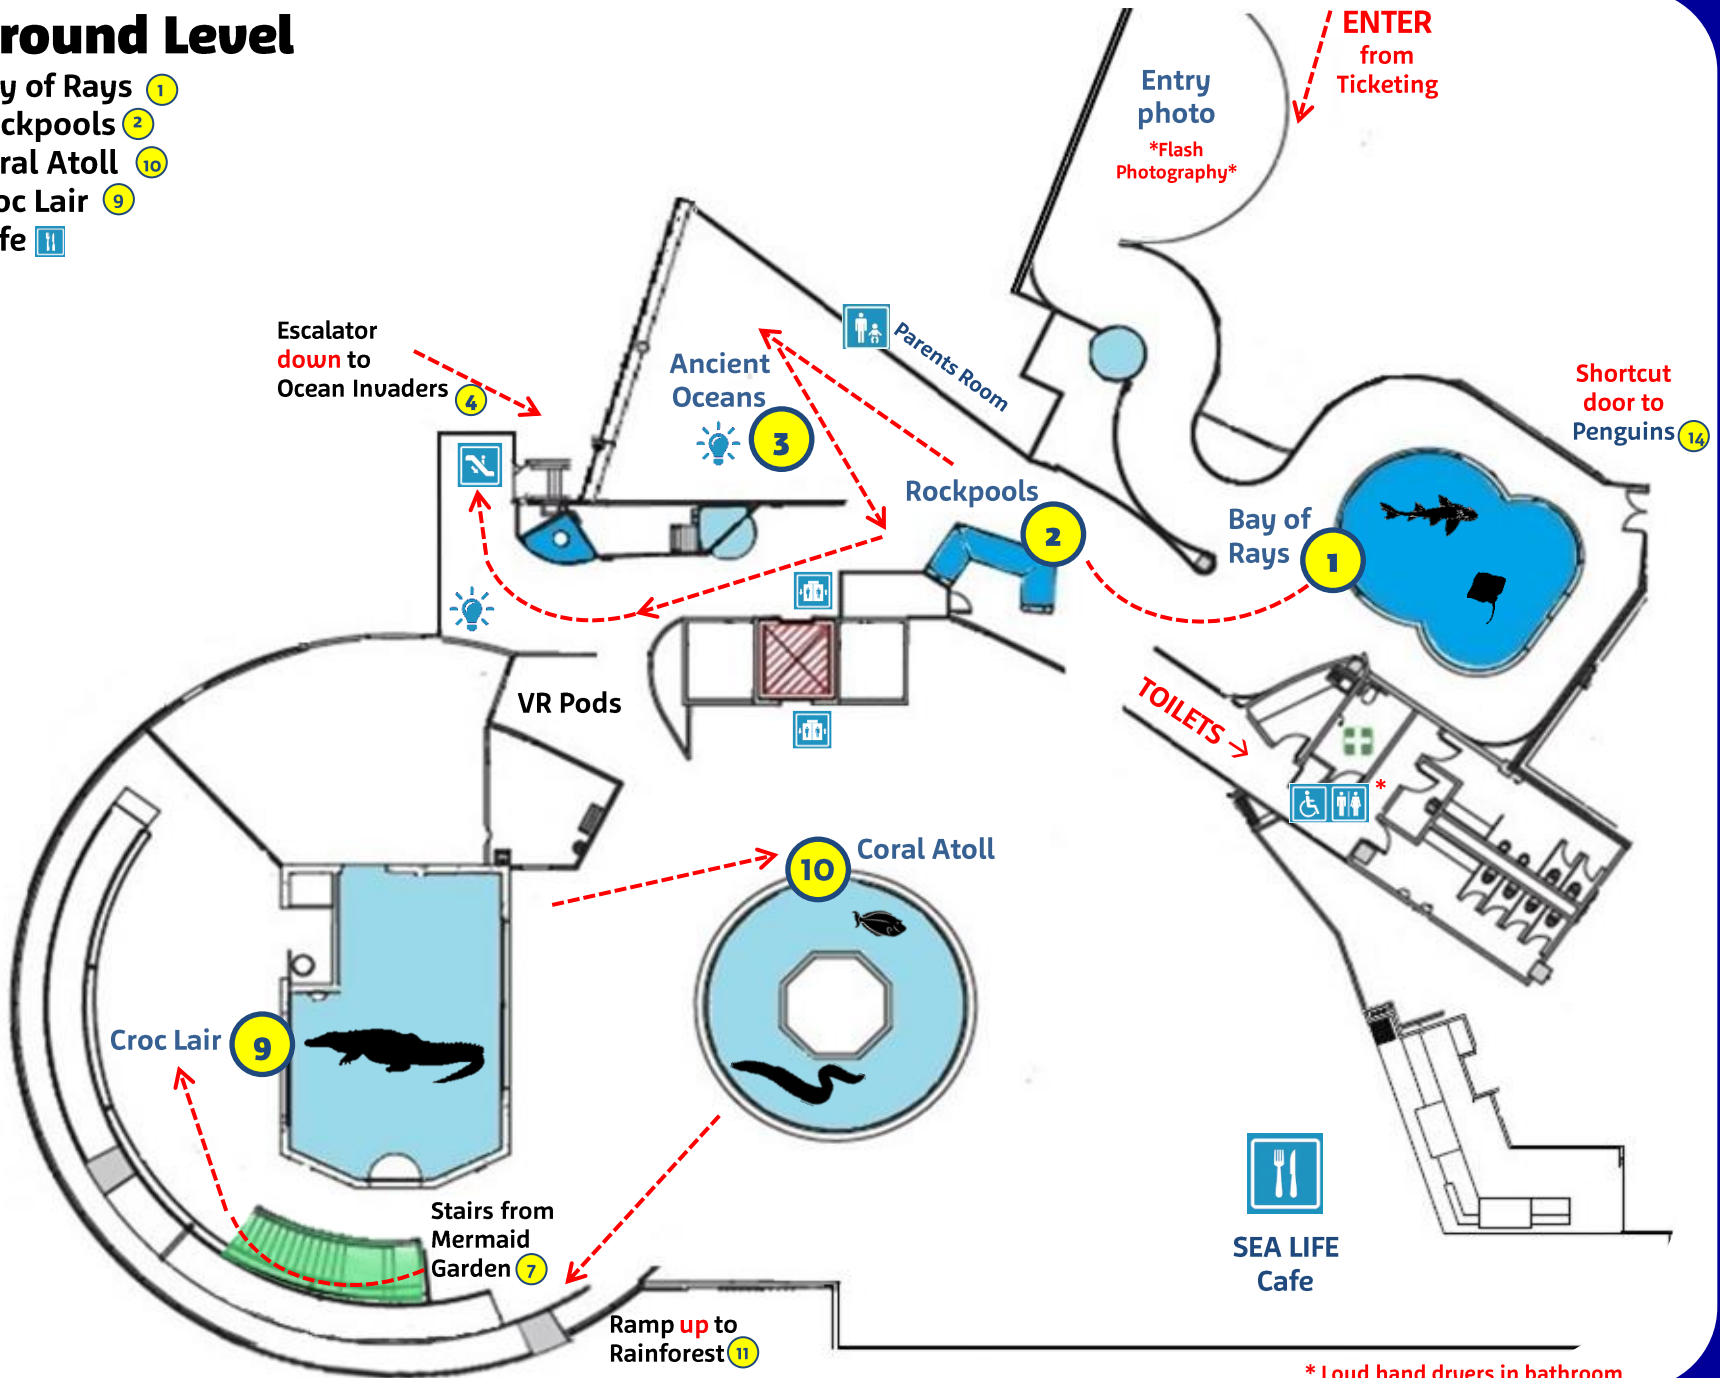 round Level
y of Rays 1
ckpools 2
ral Atoll 10
oc Lair 9
fe
ENTER
from
Ticketing
Entry
photo
*Flash
Photography*
Escalator
down to
Ocean Invaders 4
Ancient
Oceans
3
Parents Room
Shortcut
door to
Penguins 14
Rockpools
2
Bay of
Rays
1
VR Pods
TOILETS →
*
10
Coral Atoll
Croc Lair
9
Stairs from
Mermaid
Garden 7
SEA LIFE
Cafe
Ramp up to
Rainforest 11
* Loud hand dryers in bathroom